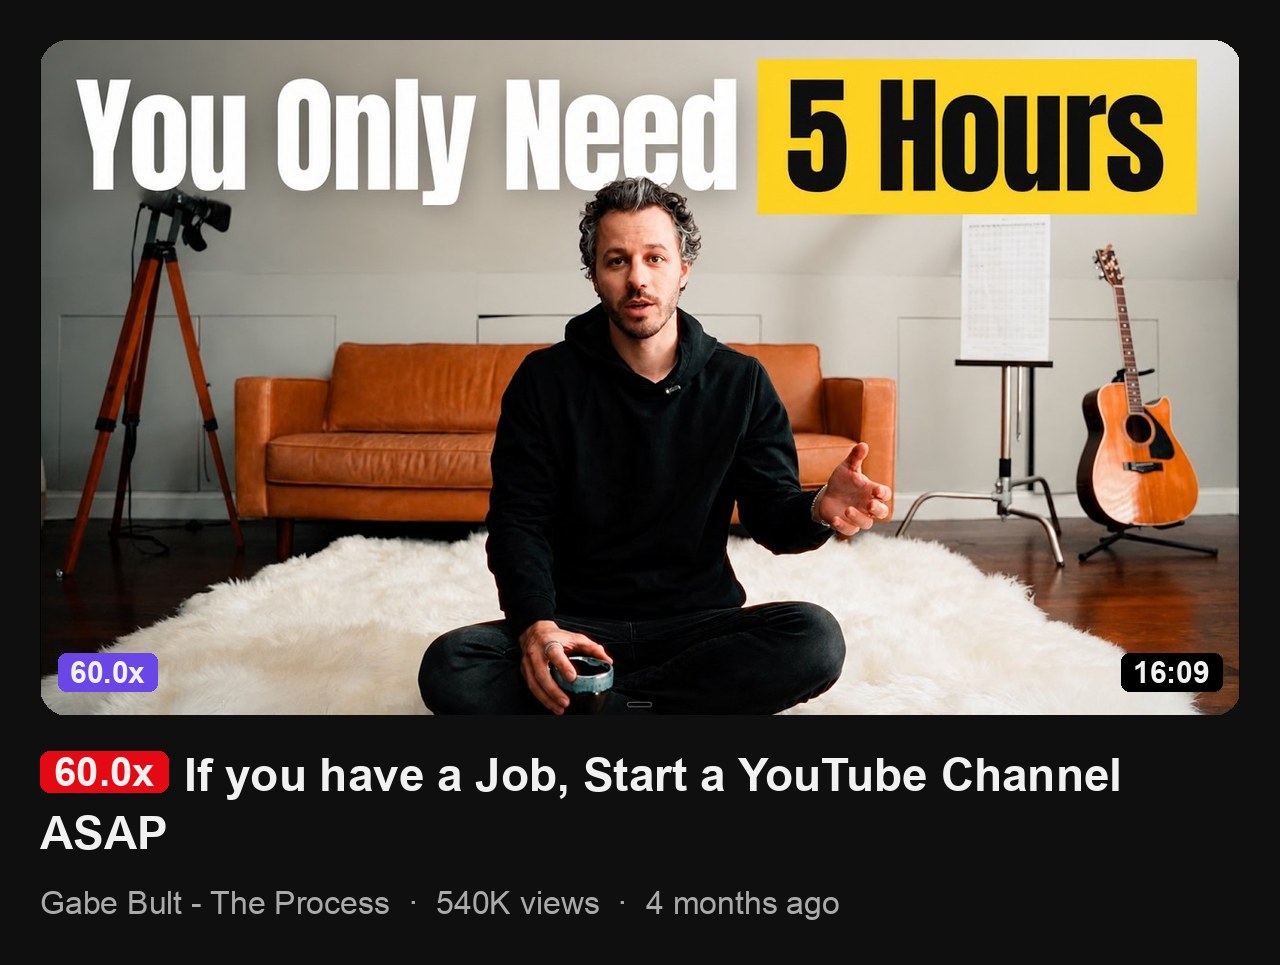 You Only Need 5 Hours
60.0x
16:09
60.0x If you have a Job, Start a YouTube Channel
ASAP
Gabe Bult - The Process · 540K views · 4 months ago